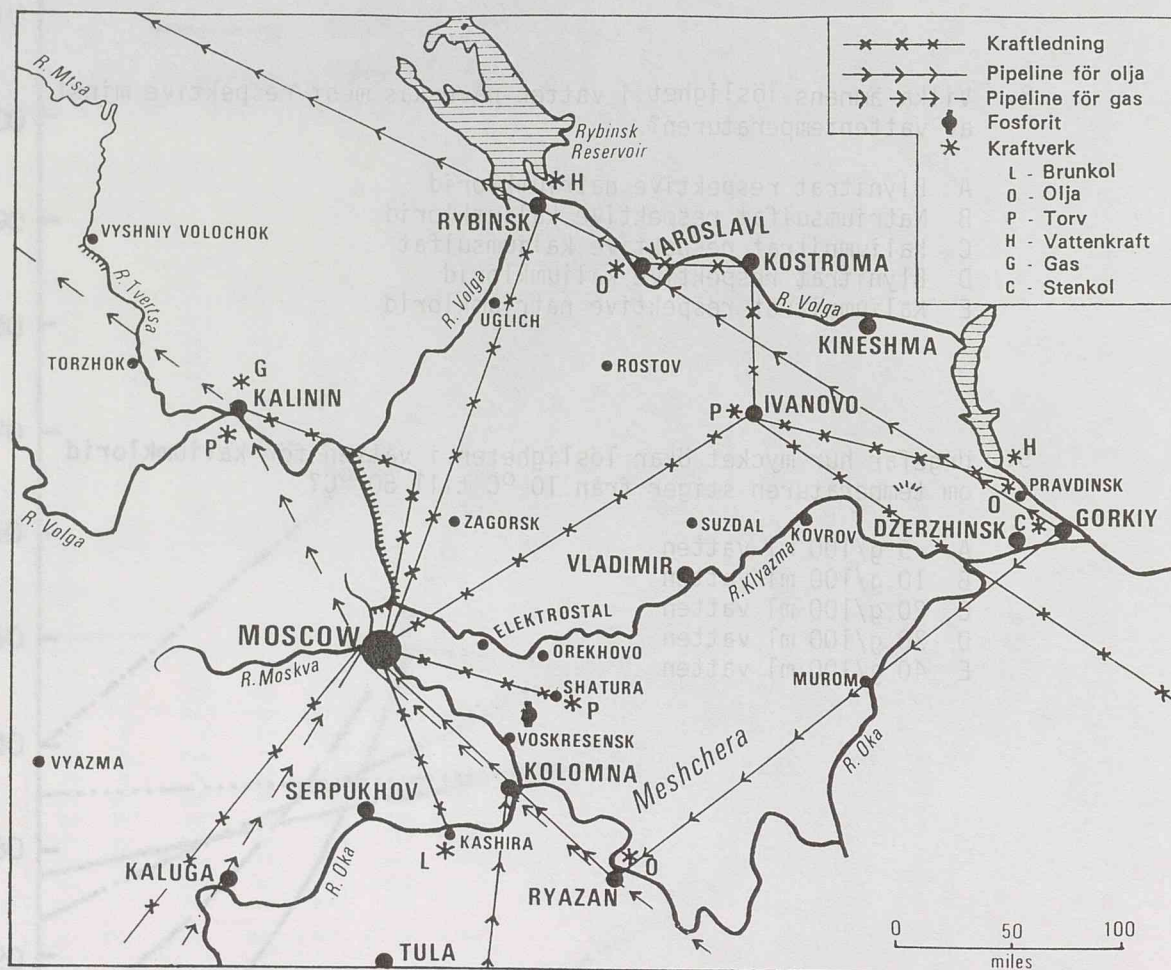 R. Mtsa
Rybinsk
Reservoir
H
RYBINSK
VYSHNIY VOLOCHOK
R. Tvertsa
R. Volga
UGLICH
YAROSLAVL
O
KOSTROMA
R. Volga
KINESHMA
TORZHOK
ROSTOV
G
KALININ
P
IVANOVO
P
R. Volga
ZAGORSK
SUZDAL
KOVROV
H
PRAVDINSK
O
DZERZHINSK
C
GORKIY
VLADIMIR
R. Klyazma
MOSCOW
ELEKTROSTAL
OREKHOVO
R. Moskva
SHATURA
P
MUROM
R. Oka
VOSKRESENSK
Meshchera
VYAZMA
SERPUKHOV
KOLOMNA
KASHIRA
L
KALUGA
R. Oka
RYAZAN
O
TULA
0 50 100
miles
Kraftledning
Pipeline för olja
Pipeline för gas
Fosforit
Kraftverk
L - Brunkol
O - Olja
P - Torv
H - Vattenkraft
G - Gas
C - Stenkol